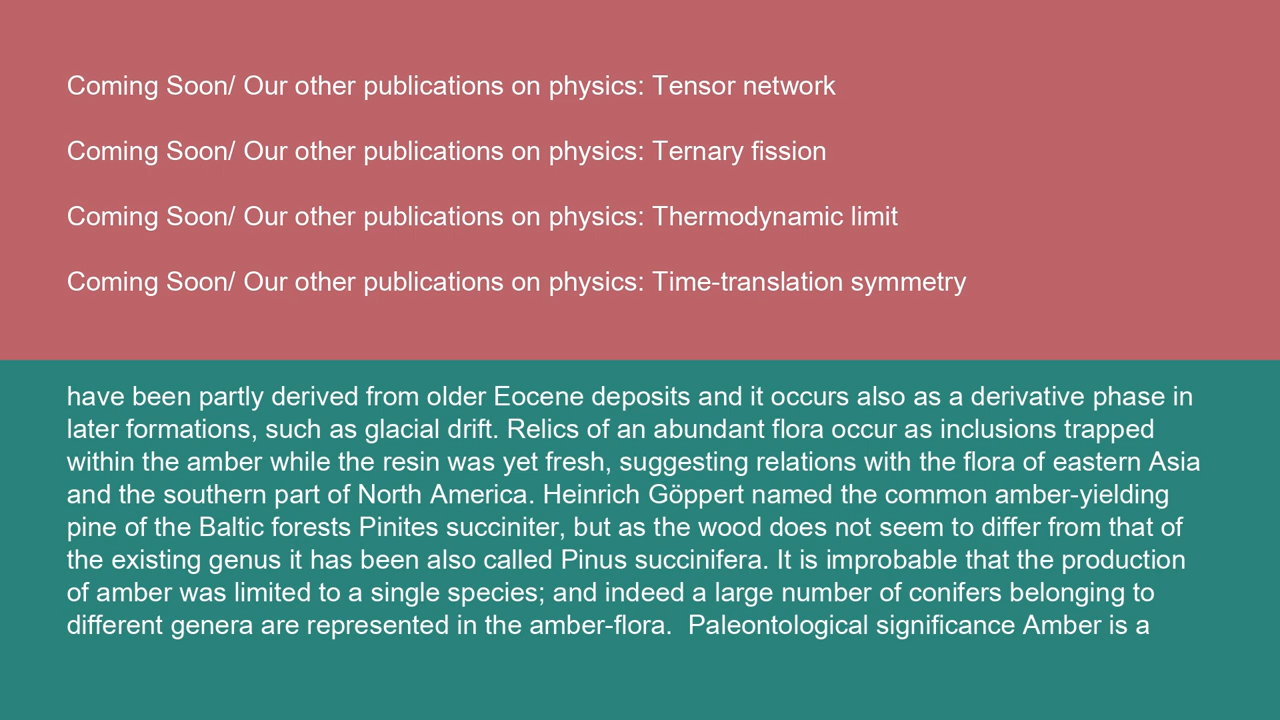 Coming Soon/ Our other publications on physics: Tensor network
Coming Soon/ Our other publications on physics: Ternary fission
Coming Soon/ Our other publications on physics: Thermodynamic limit
Coming Soon/ Our other publications on physics: Time-translation symmetry
have been partly derived from older Eocene deposits and it occurs also as a derivative phase in
later formations, such as glacial drift. Relics of an abundant flora occur as inclusions trapped
within the amber while the resin was yet fresh, suggesting relations with the flora of eastern Asia
and the southern part of North America. Heinrich Göppert named the common amber-yielding
pine of the Baltic forests Pinites succiniter, but as the wood does not seem to differ from that of
the existing genus it has been also called Pinus succinifera. It is improbable that the production
of amber was limited to a single species; and indeed a large number of conifers belonging to
different genera are represented in the amber-flora.  Paleontological significance Amber is a